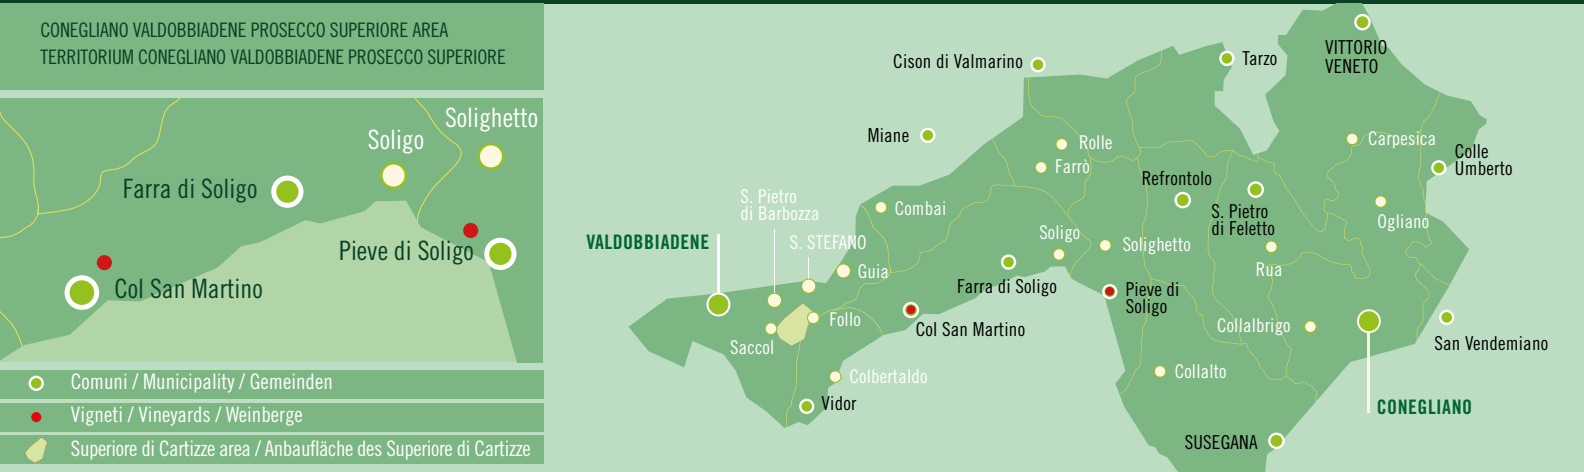 CONEGLIANO VALDOBBIADENE PROSECCO SUPERIORE AREA
TERRITORIUM CONEGLIANO VALDOBBIADENE PROSECCO SUPERIORE
Solighetto
Soligo
Farra di Soligo
Pieve di Soligo
Col San Martino
Comuni / Municipality / Gemeinden
Vigneti / Vineyards / Weinberge
Superiore di Cartizze area / Anbaufläche des Superiore di Cartizze
Cison di Valmarino
Tarzo
VITTORIO
VENETO
Miane
Rolle
Carpesica
Farrò
Colle
Umberto
Refrontolo
S. Pietro
di Barbozza
Combai
S. Pietro
di Feletto
Ogliano
VALDOBBIADENE
S. STEFANO
Soligo
Solighetto
Guia
Rua
Farra di Soligo
Pieve di
Soligo
Follo
Col San Martino
Collalbrigo
Saccol
San Vendemiano
Colbertaldo
Collalto
Vidor
CONEGLIANO
SUSEGANA